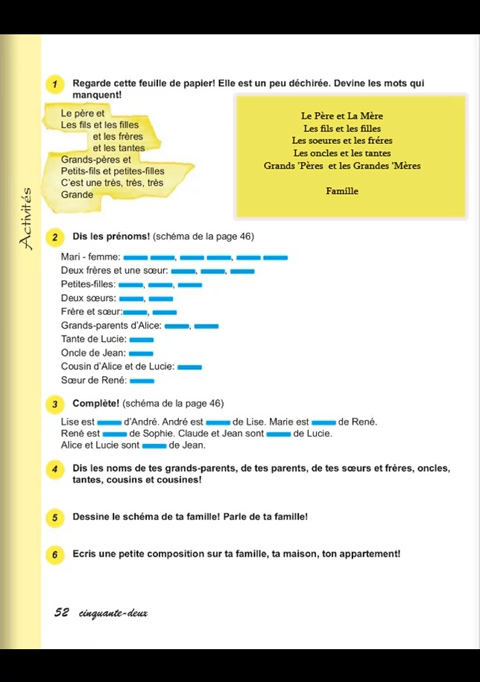 Activités
1 Regarde cette feuille de papier! Elle est un peu déchirée. Devine les mots qui
manquent!
Le père et
Les fils et les filles
et les frères
et les tantes
Grands-pères et
Petits-fils et petites-filles
C'est une très, très, très
Grande
Le Père et La Mère
Les fils et les filles
Les soeures et les fréres
Les oncles et les tantes
Grands 'Pères et les Grandes 'Mères
Famille
2 Dis les prénoms! (schéma de la page 46)
Mari - femme: , ,
Deux frères et une sœur: , ,
Petites-filles: , ,
Deux sœurs: ,
Frère et sœur: ,
Grands-parents d'Alice: ,
Tante de Lucie:
Oncle de Jean:
Cousin d'Alice et de Lucie:
Sœur de René:
3 Complète! (schéma de la page 46)
Lise est d'André. André est de Lise. Marie est de René.
René est de Sophie. Claude et Jean sont de Lucie.
Alice et Lucie sont de Jean.
4 Dis les noms de tes grands-parents, de tes parents, de tes sœurs et frères, oncles,
tantes, cousins et cousines!
5 Dessine le schéma de ta famille! Parle de ta famille!
6 Ecris une petite composition sur ta famille, ta maison, ton appartement!
52 cinquante-deux